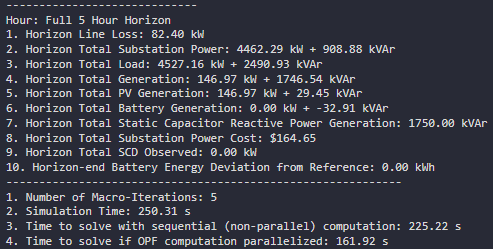 ------------------------------
Hour: Full 5 Hour Horizon
1. Horizon Line Loss: 82.40 kW
2. Horizon Total Substation Power: 4462.29 kW + 908.88 kVAr
3. Horizon Total Load: 4527.16 kW + 2490.93 kVAr
4. Horizon Total Generation: 146.97 kW + 1746.54 kVAr
5. Horizon Total PV Generation: 146.97 kW + 29.45 kVAr
6. Horizon Total Battery Generation: 0.00 kW + -32.91 kVAr
7. Horizon Total Static Capacitor Reactive Power Generation: 1750.00 kVAr
8. Horizon Total Substation Power Cost: $164.65
9. Horizon Total SCD Observed: 0.00 kW
10. Horizon-end Battery Energy Deviation from Reference: 0.00 kWh
------------------------------------------------------------
1. Number of Macro-Iterations: 5
2. Simulation Time: 250.31 s
3. Time to solve with sequential (non-parallel) computation: 225.22 s
4. Time to solve if OPF computation parallelized: 161.92 s